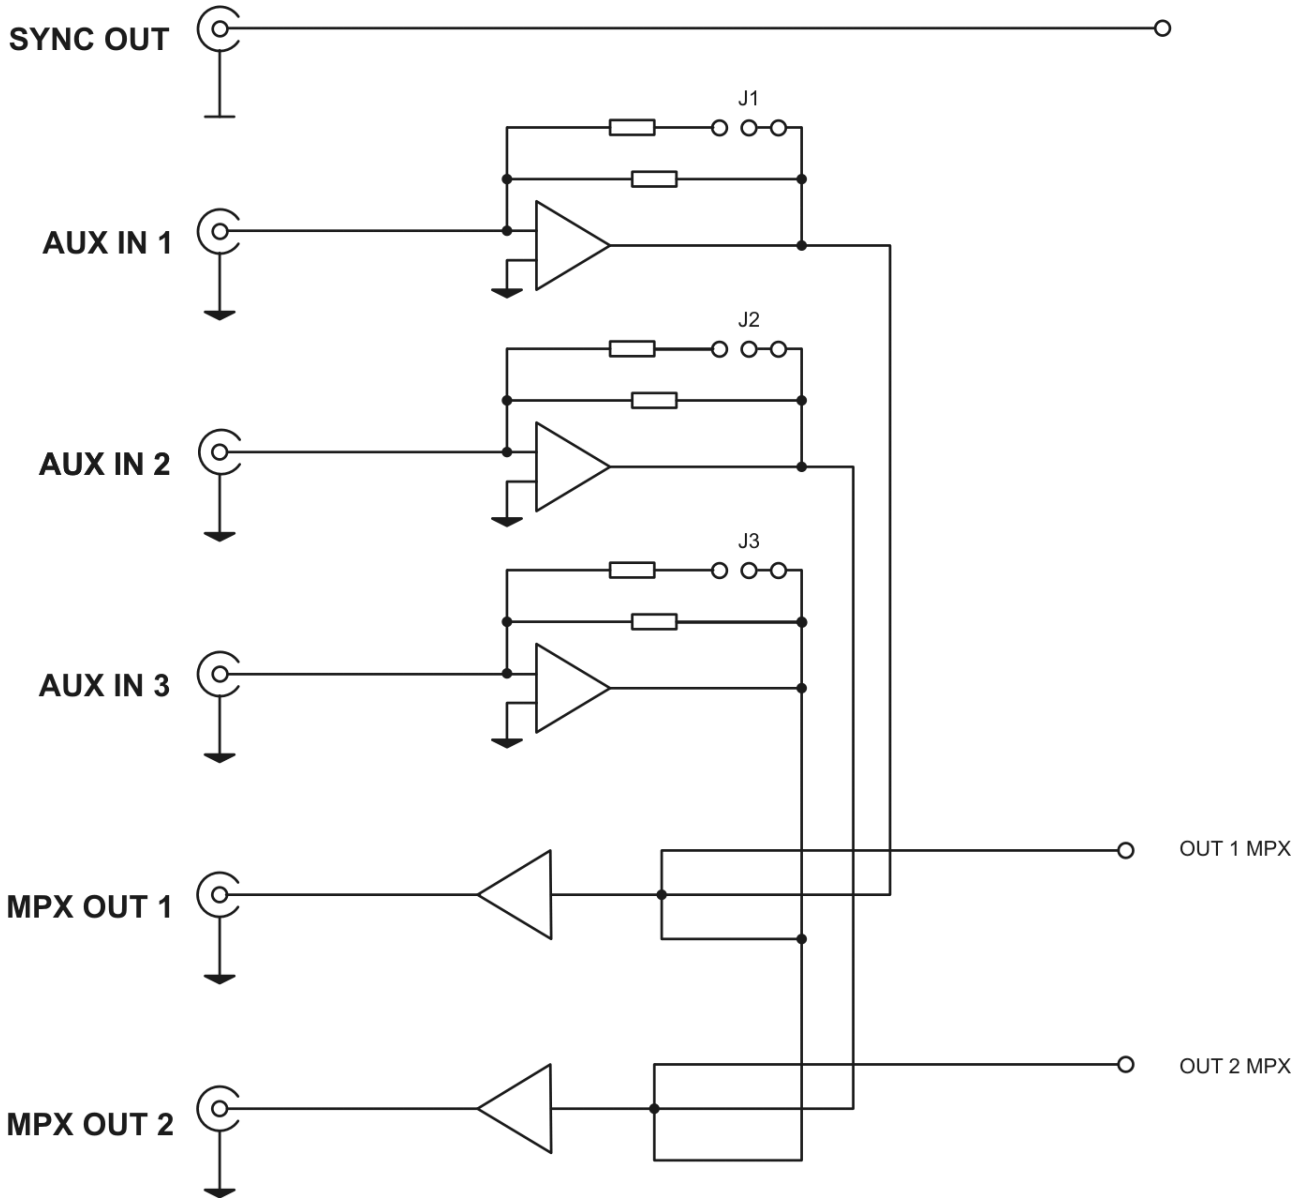 SYNC OUT
J1
AUX IN 1
J2
AUX IN 2
J3
AUX IN 3
OUT 1 MPX
MPX OUT 1
OUT 2 MPX
MPX OUT 2